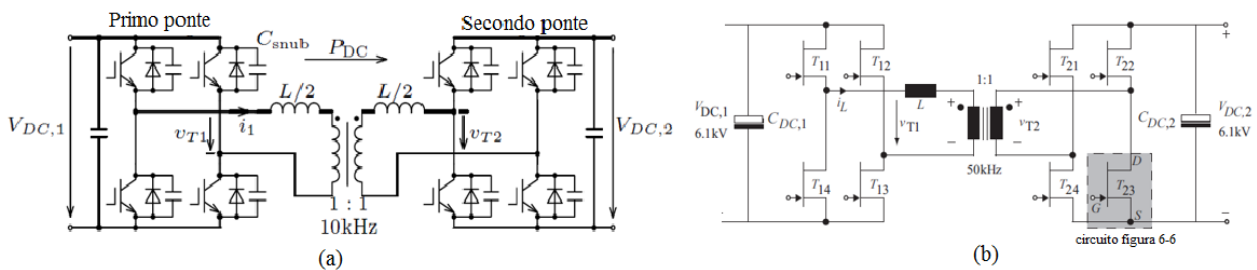 Primo ponte
Secondo ponte
C_snub
P_DC
L/2
L/2
V_DC,1
v_T1
i_1
v_T2
V_DC,2
1 : 1
10kHz
(a)
T_11
T_12
T_21
T_22
1:1
+
V_DC,1
6.1kV
C_DC,1
i_L
L
v_T1
+
+
v_T2
C_DC,2
V_DC,2
6.1kV
−
−
50kHz
T_14
T_13
T_24
T_23
D
G
S
−
circuito figura 6-6
(b)